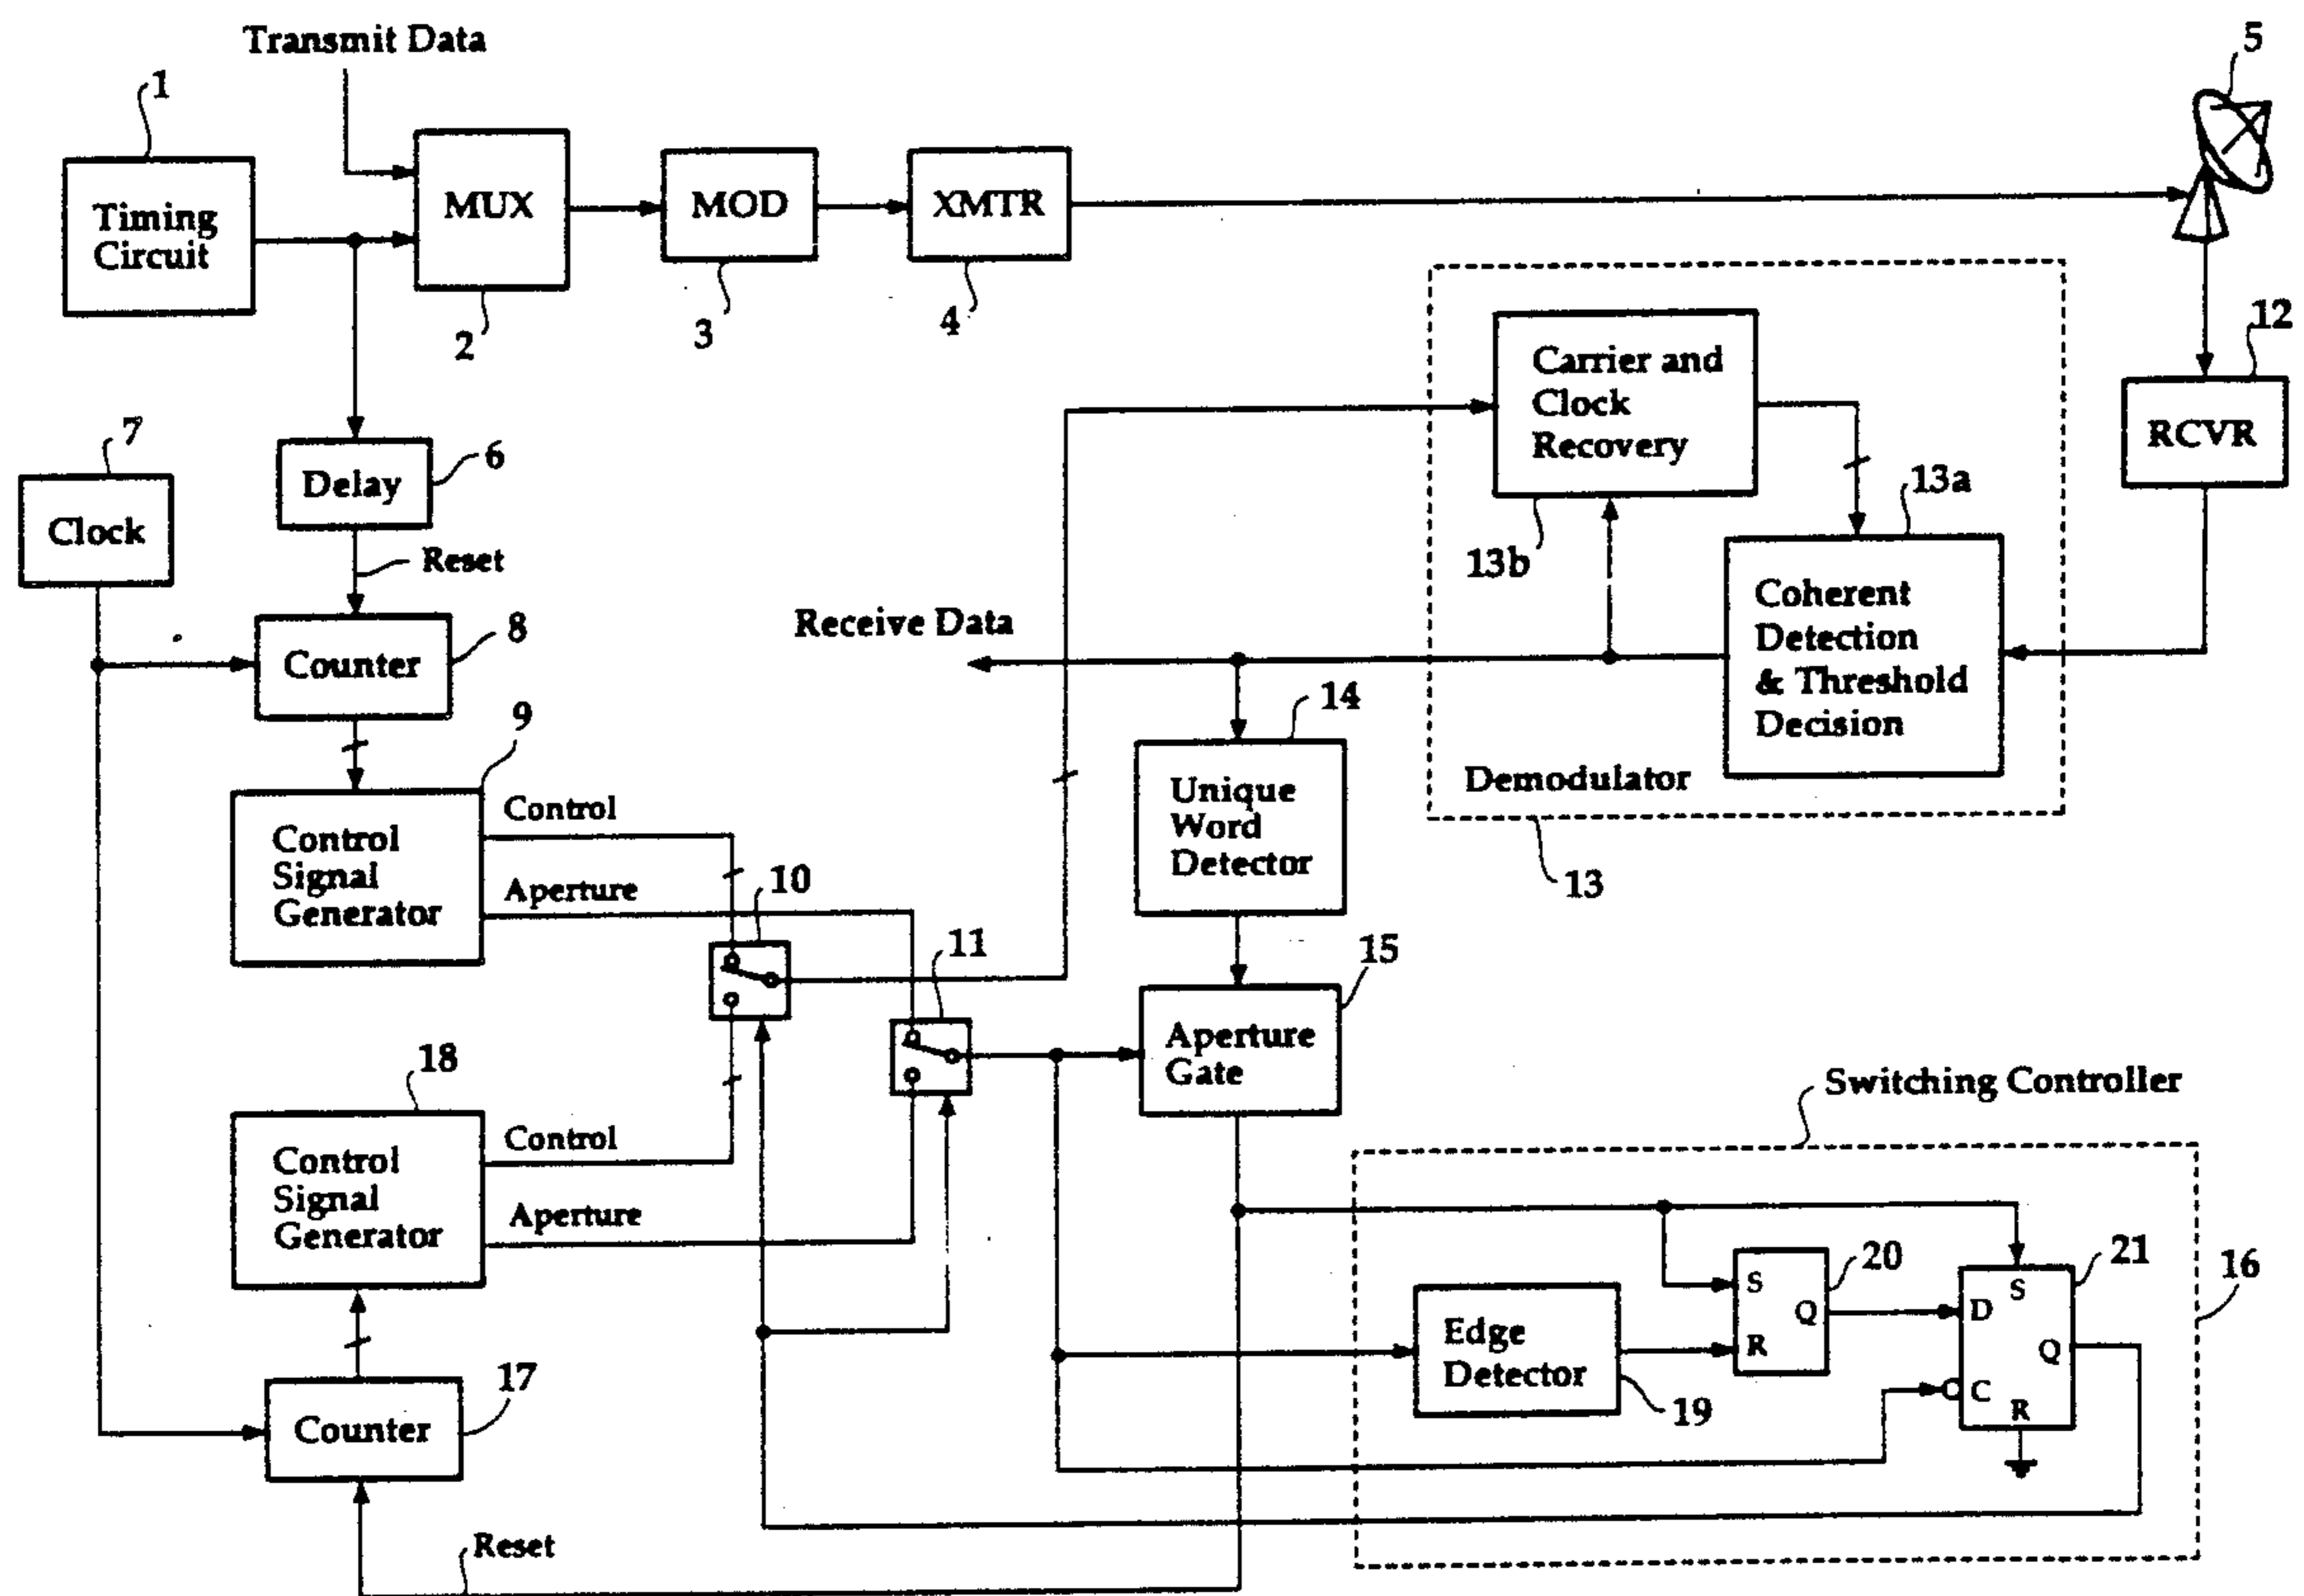 Transmit Data
1
5
Timing
Circuit
MUX
MOD
XMTR
2
3
4
12
Carrier and
Clock
Recovery
RCVR
7
6
Delay
Clock
13a
13b
Reset
Coherent
Detection
& Threshold
Decision
Receive Data
8
Counter
14
9
Demodulator
Unique
Word
Detector
13
Control
Control
Signal
Generator
Aperture
10
11
15
Aperture
Gate
18
Switching Controller
Control
Control
Signal
Generator
Aperture
20
21
16
S
Q
R
D
S
Q
C
R
Edge
Detector
19
17
Counter
Reset